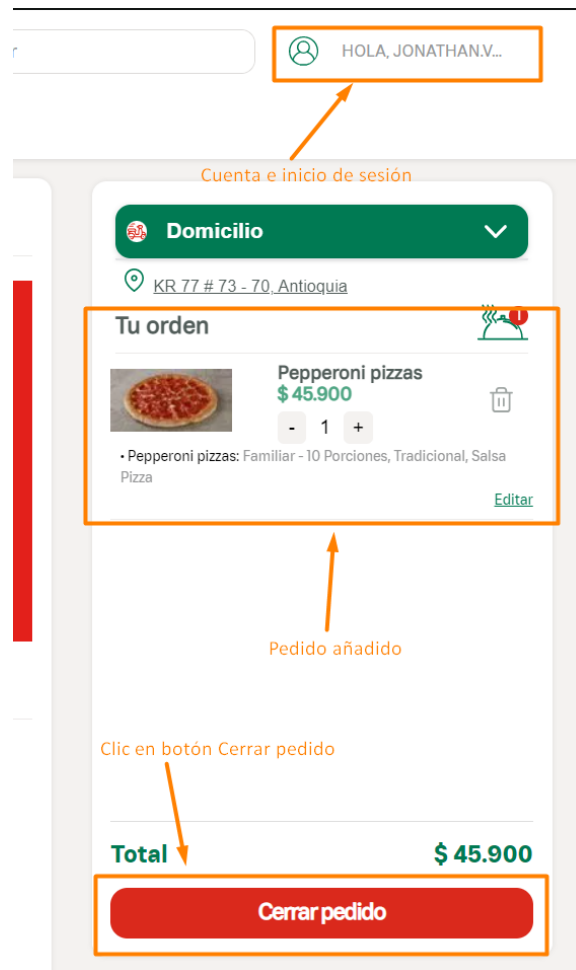 r
HOLA, JONATHAN.V...
Cuenta e inicio de sesión
Domicilio
KR 77 # 73 - 70, Antioquia
Tu orden
1
Pepperoni pizzas
$ 45.900
- 1 +
• Pepperoni pizzas: Familiar - 10 Porciones, Tradicional, Salsa
Pizza
Editar
Pedido añadido
Clic en botón Cerrar pedido
Total $ 45.900
Cerrar pedido